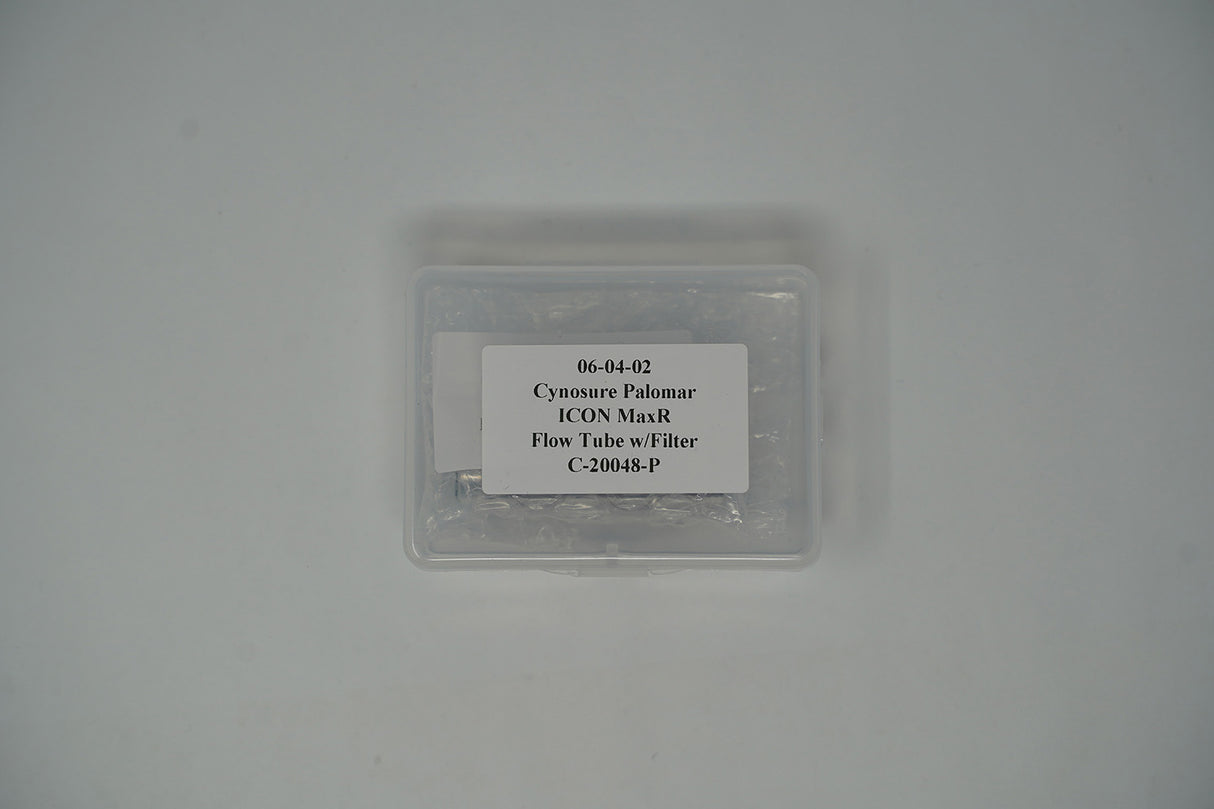 06-04-02
Cynosure Palomar
ICON MaxR
Flow Tube w/Filter
C-20048-P